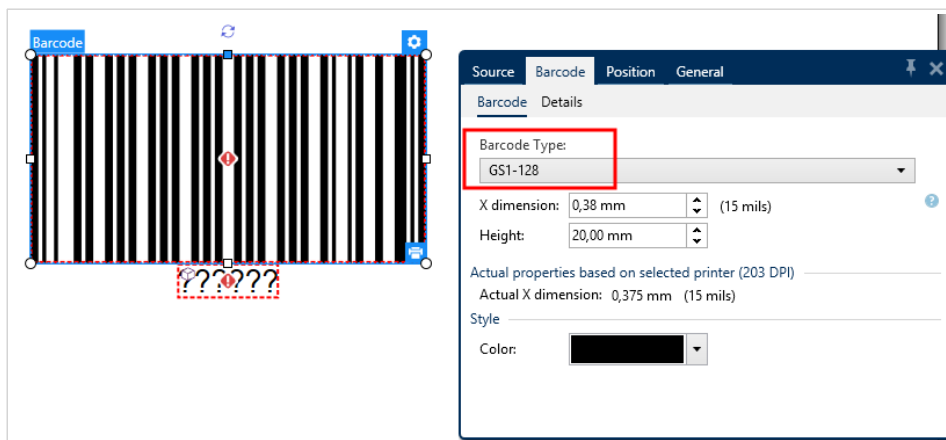 Barcode
??????
Source Barcode Position General
Barcode Details
Barcode Type:
GS1-128
X dimension: 0,38 mm (15 mils)
Height: 20,00 mm
Actual properties based on selected printer (203 DPI)
Actual X dimension: 0,375 mm (15 mils)
Style
Color: